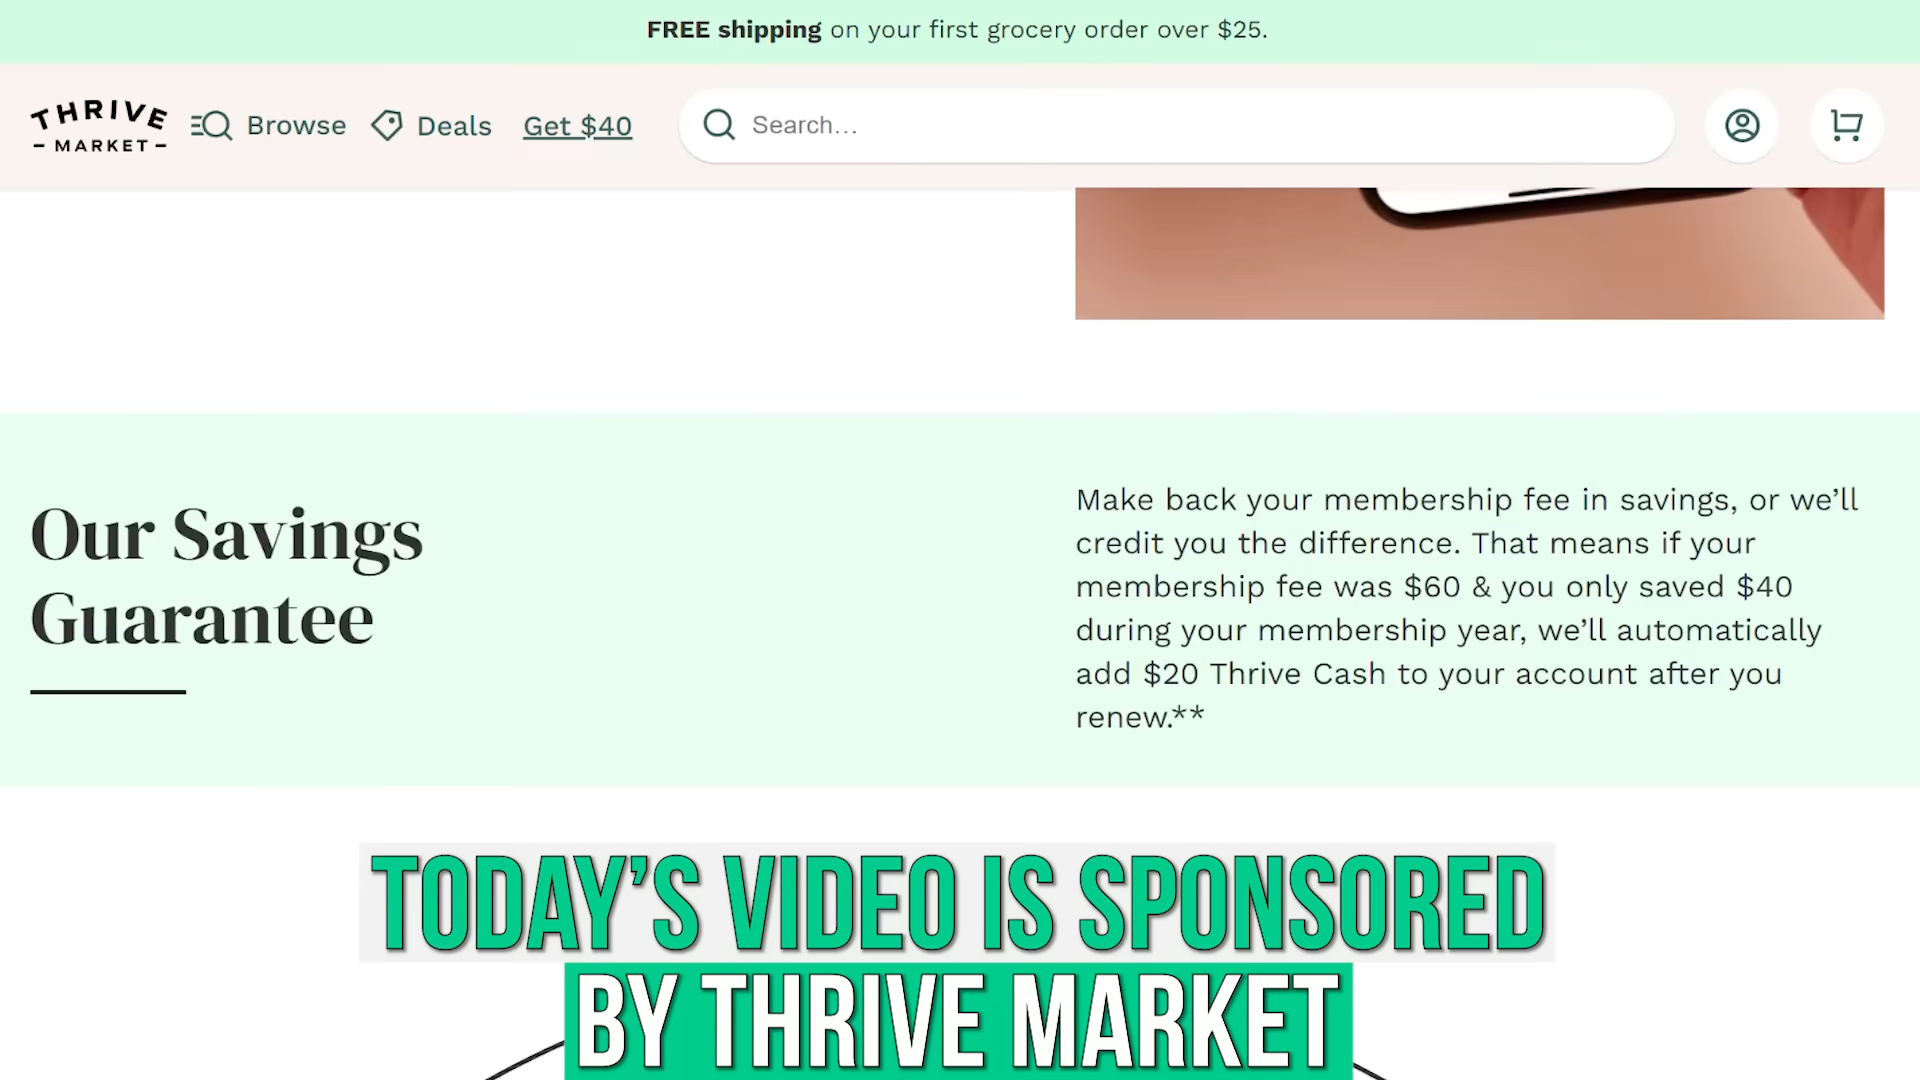 FREE shipping on your first grocery order over $25.
THRIVE
MARKET
Browse
Deals
Get $40
Search...
Our Savings
Guarantee
Make back your membership fee in savings, or we’ll
credit you the difference. That means if your
membership fee was $60 & you only saved $40
during your membership year, we’ll automatically
add $20 Thrive Cash to your account after you
renew.**
TODAY’S VIDEO IS SPONSORED
BY THRIVE MARKET